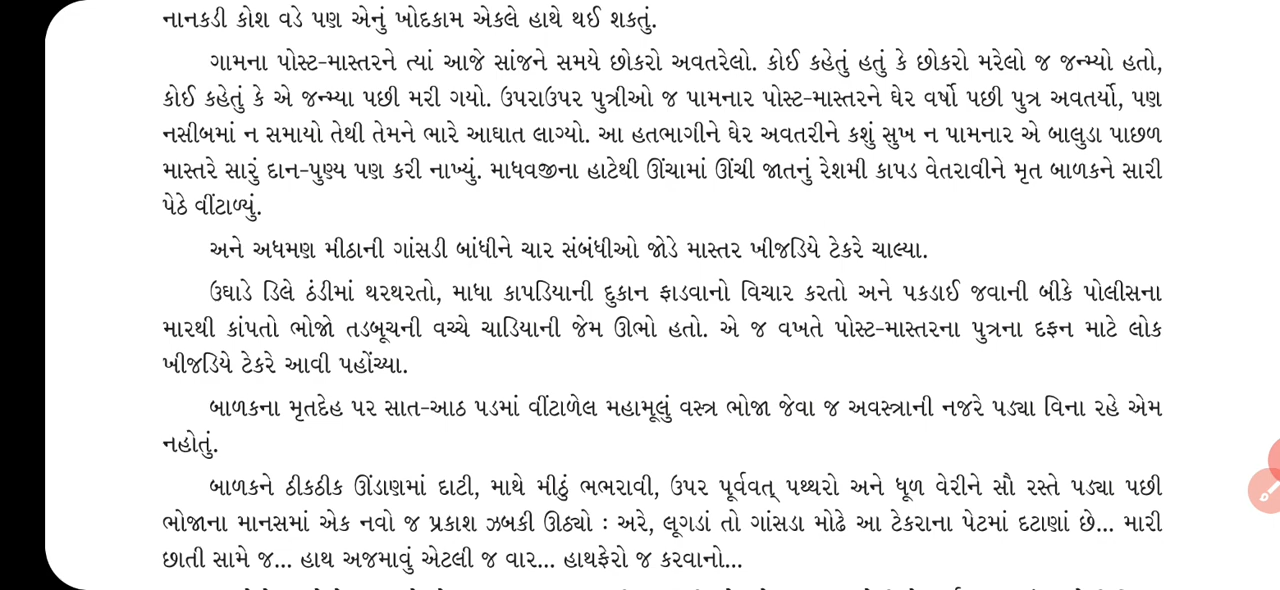 નાનકડી કોશ વડે પણ એનું ખોદકામ એકલે હાથે થઈ શકતું.
ગામના પોસ્ટ-માસ્તરને ત્યાં આજે સાંજને સમયે છોકરો અવતરેલો. કોઈ કહેતું હતું કે છોકરો મરેલો જ જન્મ્યો હતો,
કોઈ કહેતું કે એ જન્મ્યા પછી મરી ગયો. ઉપરાઉપર પુત્રીઓ જ પામનાર પોસ્ટ-માસ્તરને ઘેર વર્ષો પછી પુત્ર અવતર્યો, પણ
નસીબમાં ન સમાયો તેથી તેમને ભારે આઘાત લાગ્યો. આ હતભાગીને ઘેર અવતરીને કશું સુખ ન પામનાર એ બાલુડા પાછળ
માસ્તરે સારું દાન-પુણ્ય પણ કરી નાખ્યું. માધવજીના હાટેથી ઊંચામાં ઊંચી જાતનું રેશમી કાપડ વેતરાવીને મૃત બાળકને સારી
પેઠે વીંટાળ્યું.
અને અધમણ મીઠાની ગાંસડી બાંધીને ચાર સંબંધીઓ જોડે માસ્તર ખીજડિયે ટેકરે ચાલ્યા.
ઉઘાડે ડિલે ઠંડીમાં થરથરતો, માધા કાપડિયાની દુકાન ફાડવાનો વિચાર કરતો અને પકડાઈ જવાની બીકે પોલીસના
મારથી કાંપતો ભોજો તડબૂચની વચ્ચે ચાડિયાની જેમ ઊભો હતો. એ જ વખતે પોસ્ટ-માસ્તરના પુત્રના દફન માટે લોક
ખીજડિયે ટેકરે આવી પહોંચ્યા.
બાળકના મૃતદેહ પર સાત-આઠ પડમાં વીંટાળેલ મહામૂલું વસ્ત્ર ભોજા જેવા જ અવસ્ત્રાની નજરે પડ્યા વિના રહે એમ
નહોતું.
બાળકને ઠીકઠીક ઊંડાણમાં દાટી, માથે મીઠું ભભરાવી, ઉપર પૂર્વવત્ પથ્થરો અને ધૂળ વેરીને સૌ રસ્તે પડ્યા પછી
ભોજાના માનસમાં એક નવો જ પ્રકાશ ઝબકી ઊઠ્યો : અરે, લૂગડાં તો ગાંસડા મોઢે આ ટેકરાના પેટમાં દટાણાં છે... મારી
છાતી સામે જ... હાથ અજમાવું એટલી જ વાર... હાથફેરો જ કરવાનો...